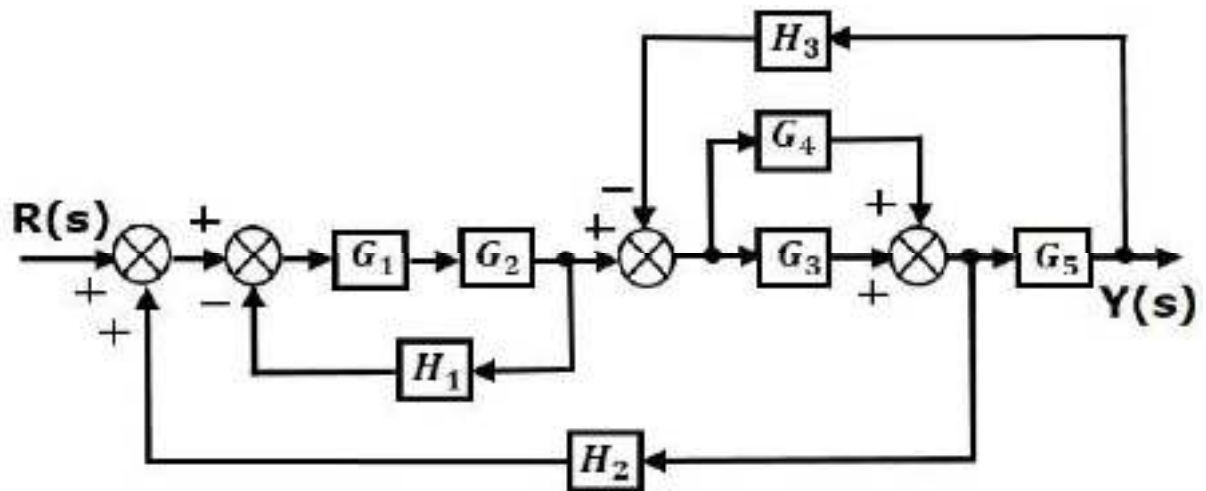 H₃
G₄
R(s) + + − G₁ G₂ + − G₃ + + G₅
+ +
Y(s)
H₁
H₂